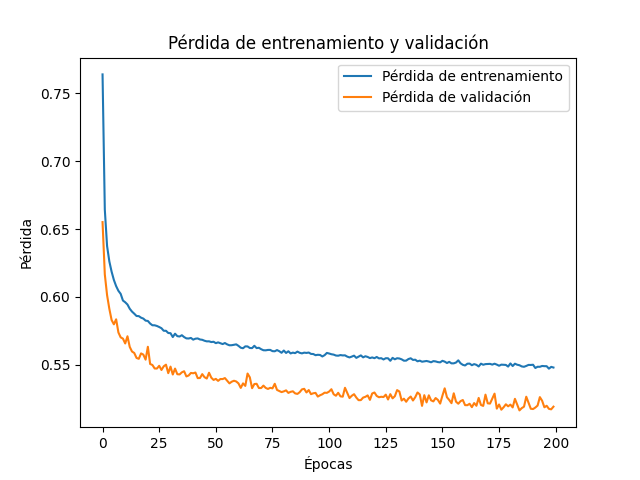 Pérdida de entrenamiento y validación
Pérdida de entrenamiento
Pérdida de validación
Pérdida
0.75
0.70
0.65
0.60
0.55
0 25 50 75 100 125 150 175 200
Épocas